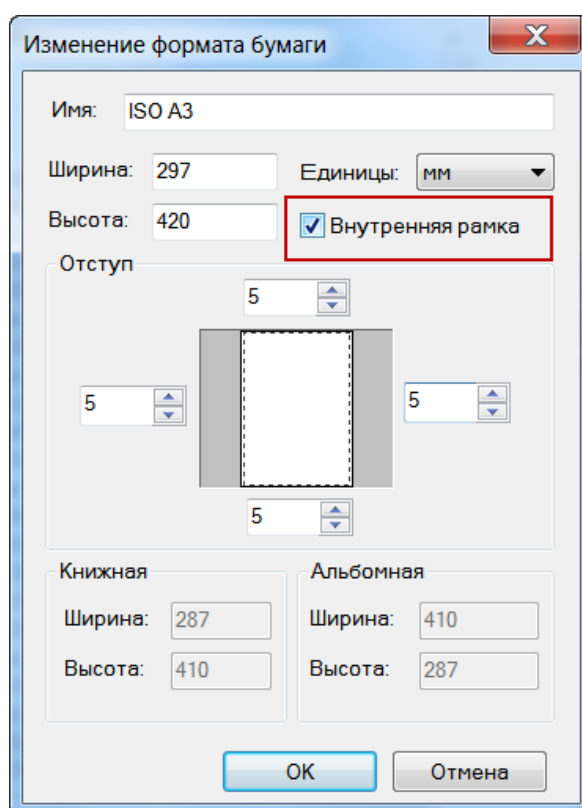 Изменение формата бумаги
Имя: ISO A3
Ширина: 297 Единицы: мм
Высота: 420 Внутренняя рамка
Отступ
5
5 5
5
Книжная Альбомная
Ширина: 287 Ширина: 410
Высота: 410 Высота: 287
OK Отмена